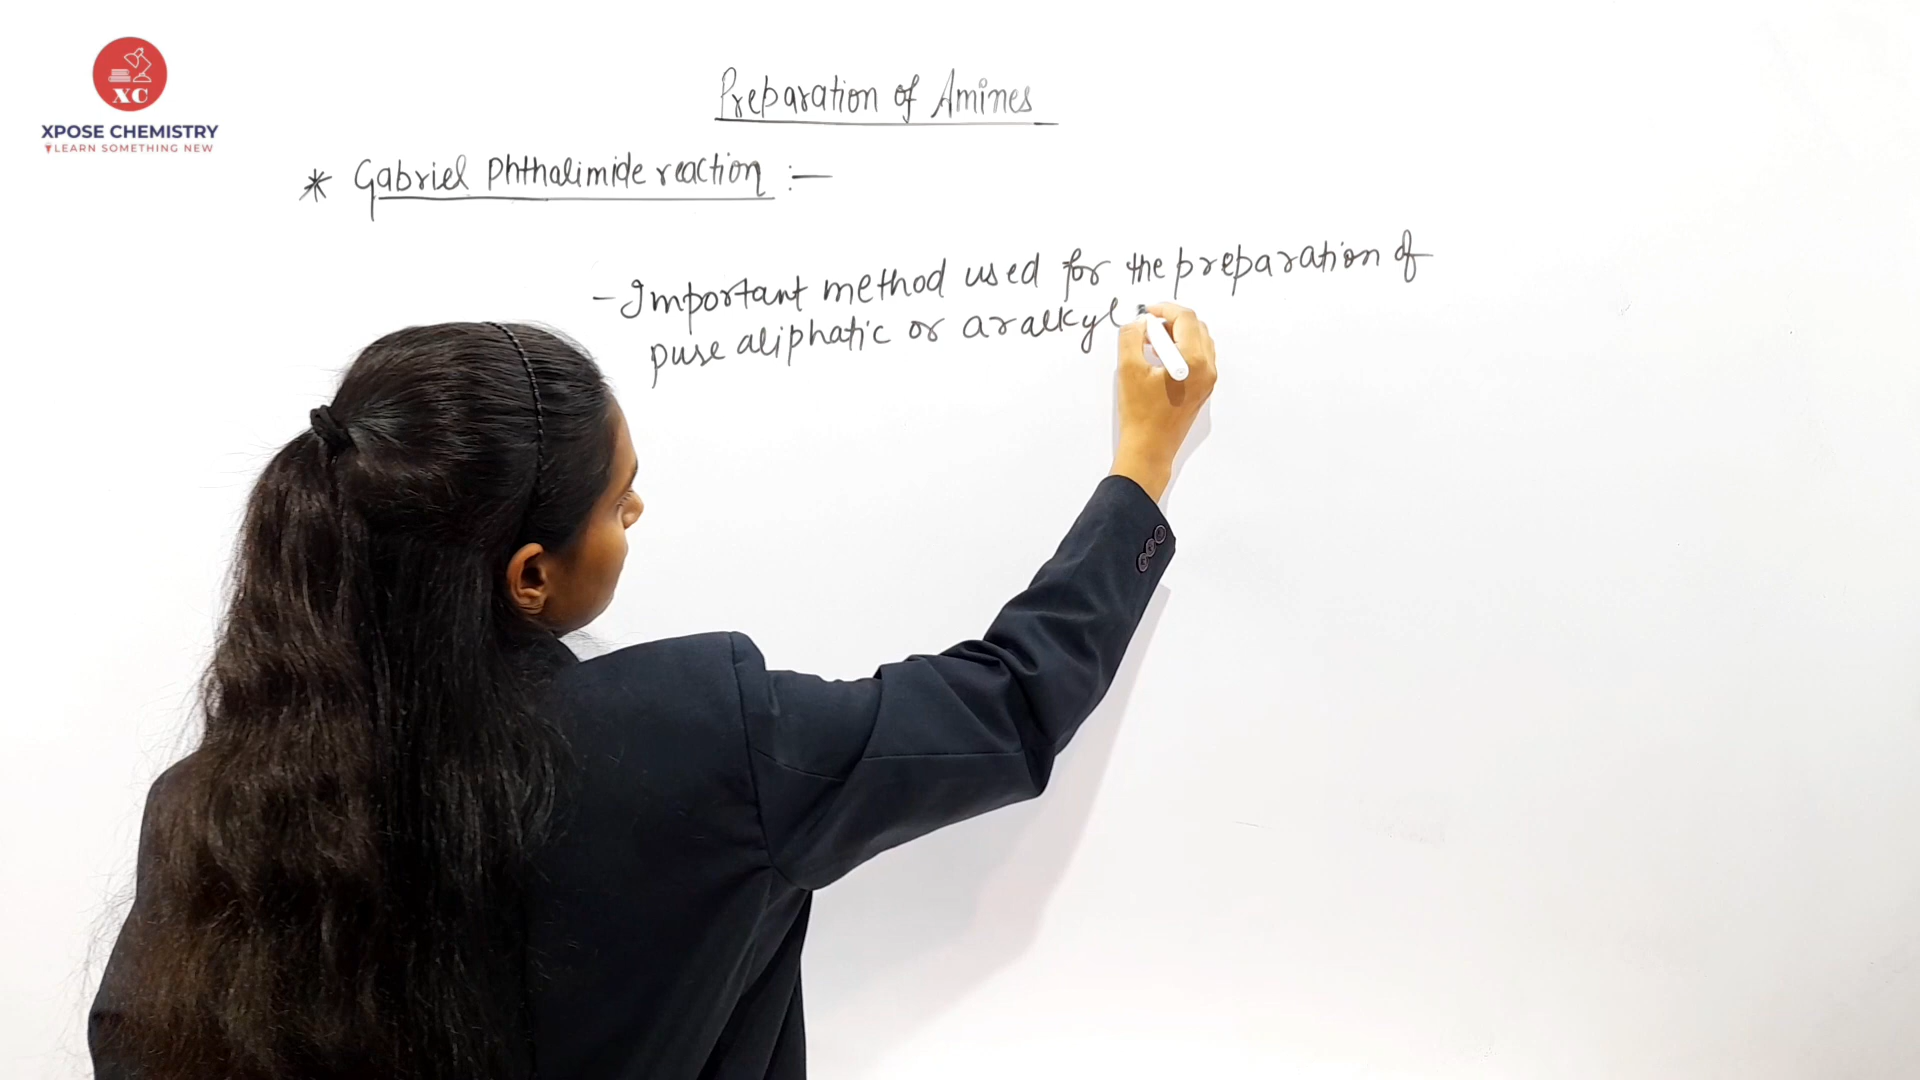 XC
XPOSE CHEMISTRY
LEARN SOMETHING NEW
Preparation of Amines
* Gabriel Phthalimide reaction :-
- Important method used for the preparation of
pure aliphatic or aralkyl